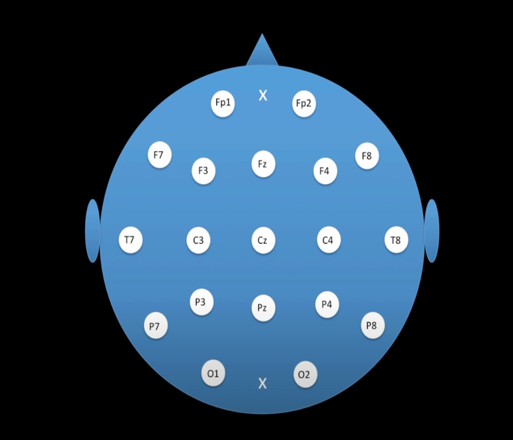 Fp1 X Fp2
F7 F3 Fz F4 F8
T7 C3 Cz C4 T8
P7 P3 Pz P4 P8
O1 X O2